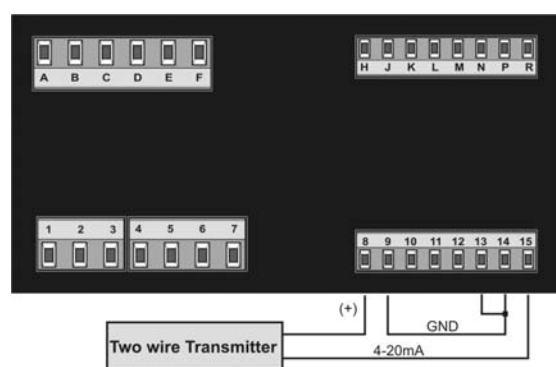 A B C D E F
H J K L M N P R
1 2 3 4 5 6 7
8 9 10 11 12 13 14 15
(+)
GND
Two wire Transmitter
4-20mA